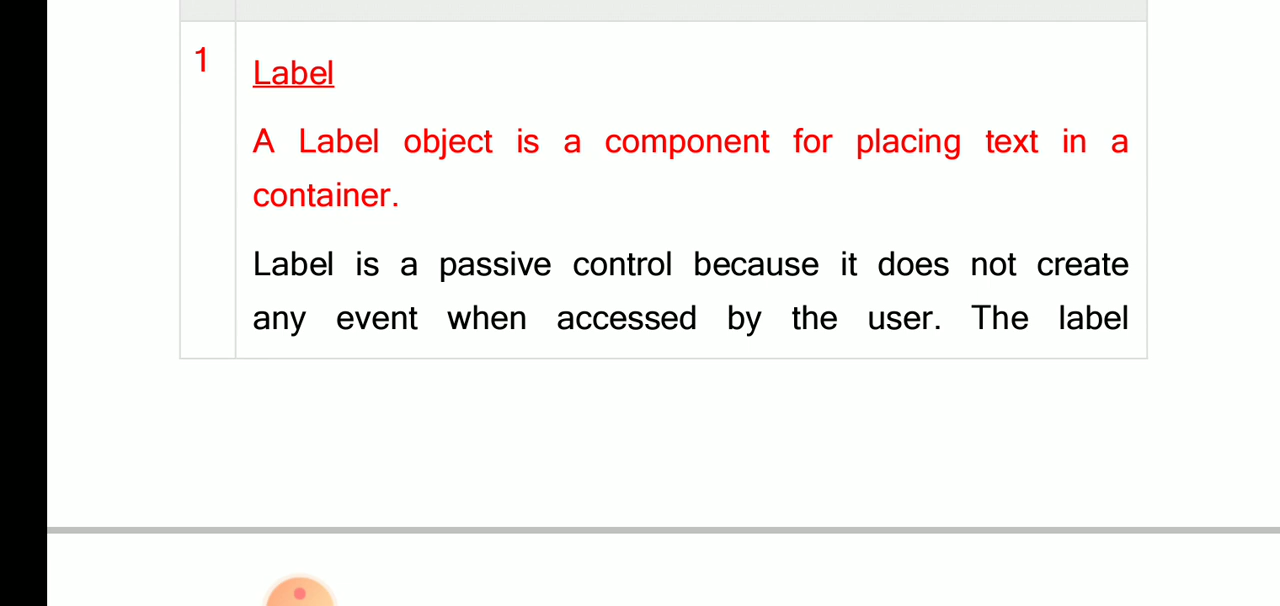 1
Label
A Label object is a component for placing text in a
container.
Label is a passive control because it does not create
any event when accessed by the user. The label